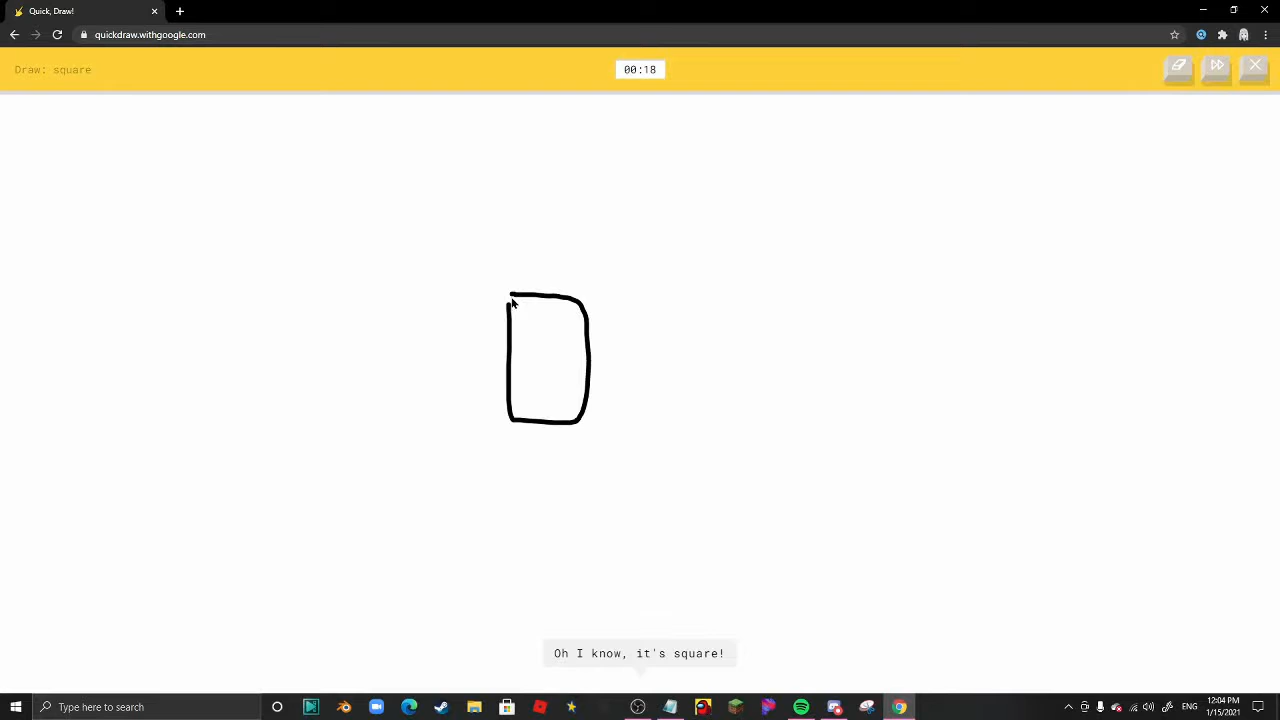 Quick, Draw!
quickdraw.withgoogle.com
Draw: square
00:18
Oh I know, it's square!
Type here to search
ENG
12:04 PM
1/15/2021